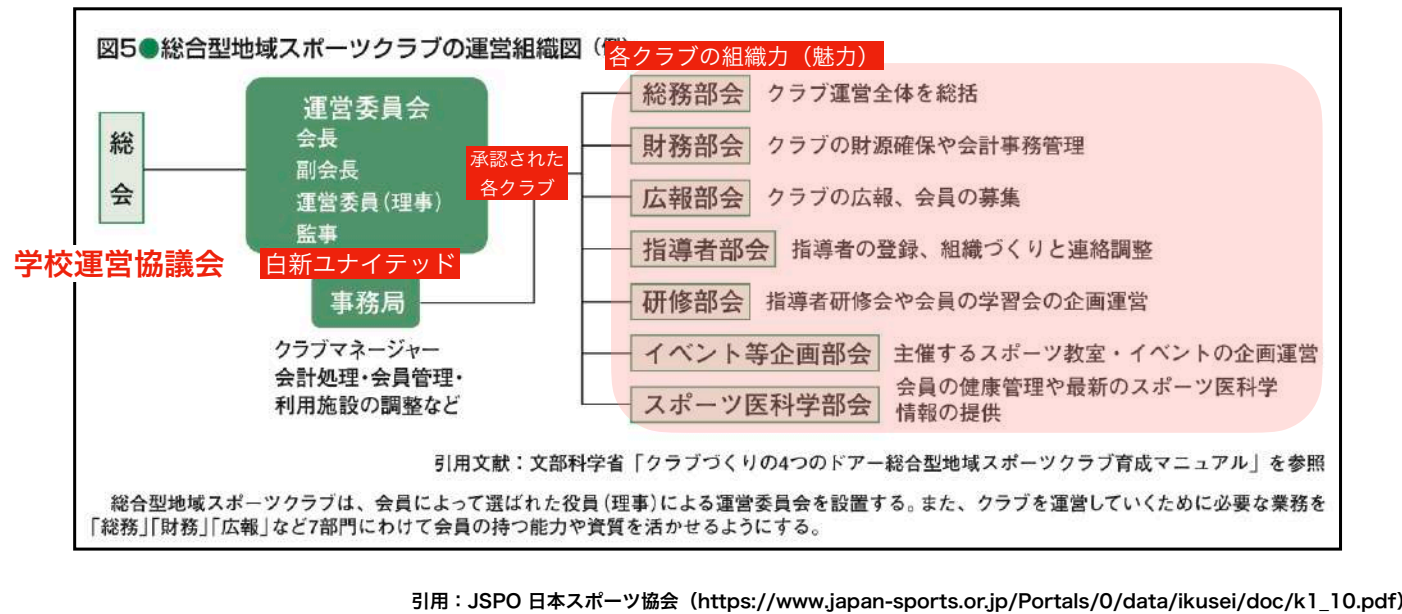 図5●総合型地域スポーツクラブの運営組織図（
各クラブの組織力（魅力）
総会
運営委員会
会長
副会長
運営委員(理事)
監事
承認された
各クラブ
学校運営協議会
白新ユナイテッド
事務局
クラブマネージャー
会計処理・会員管理・
利用施設の調整など
総務部会 クラブ運営全体を総括
財務部会 クラブの財源確保や会計事務管理
広報部会 クラブの広報、会員の募集
指導者部会 指導者の登録、組織づくりと連絡調整
研修部会 指導者研修会や会員の学習会の企画運営
イベント等企画部会 主催するスポーツ教室・イベントの企画運営
スポーツ医科学部会 会員の健康管理や最新のスポーツ医科学
情報の提供
引用文献：文部科学省「クラブづくりの4つのドアー総合型地域スポーツクラブ育成マニュアル」を参照
総合型地域スポーツクラブは、会員によって選ばれた役員(理事)による運営委員会を設置する。また、クラブを運営していくために必要な業務を
「総務」「財務」「広報」など7部門にわけて会員の持つ能力や資質を活かせるようにする。
引用：JSPO 日本スポーツ協会（https://www.japan-sports.or.jp/Portals/0/data/ikusei/doc/k1_10.pdf）